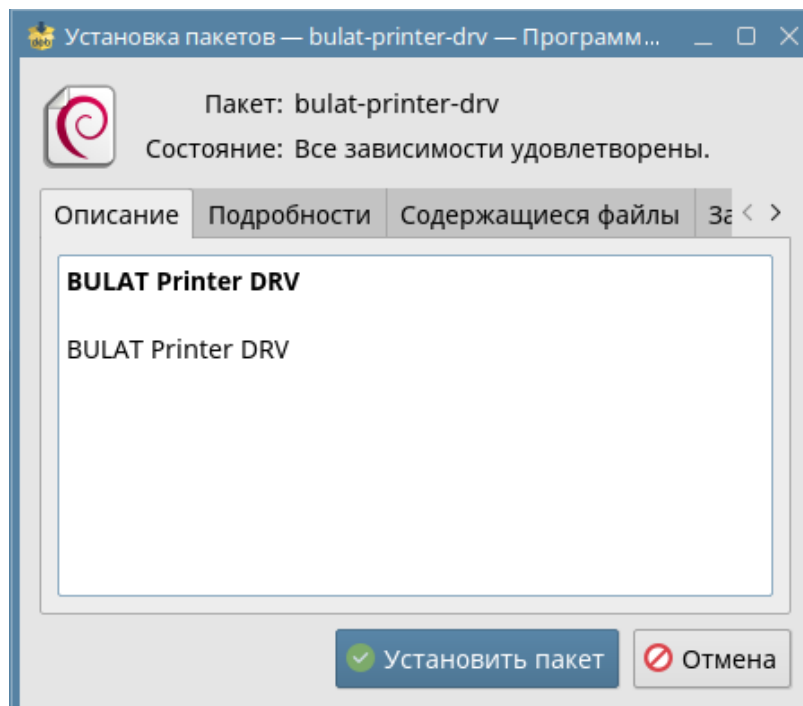 Установка пакетов — bulat-printer-drv — Программ...
Пакет: bulat-printer-drv
Состояние: Все зависимости удовлетворены.
Описание Подробности Содержащиеся файлы За
BULAT Printer DRV
BULAT Printer DRV
Установить пакет Отмена